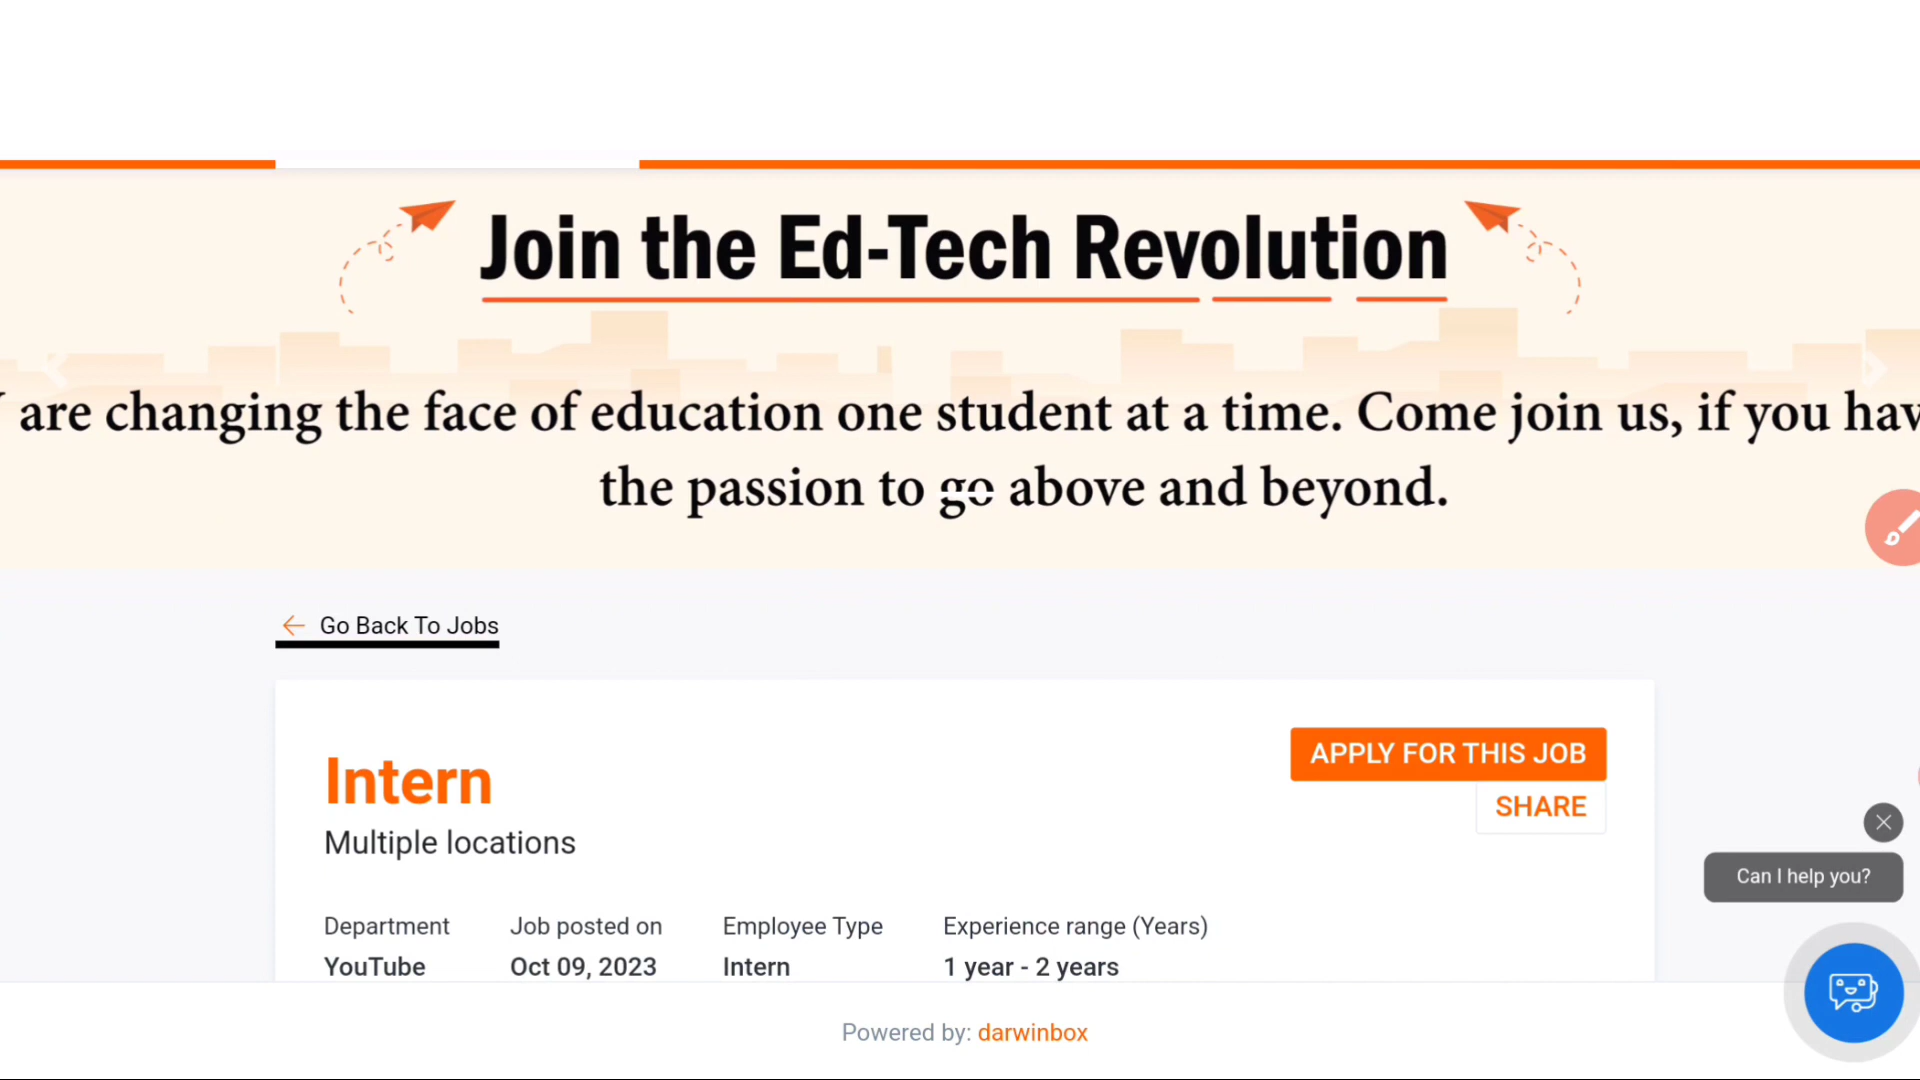 Join the Ed-Tech Revolution
are changing the face of education one student at a time. Come join us, if you hav
the passion to go above and beyond.
Go Back To Jobs
APPLY FOR THIS JOB
Intern
SHARE
Multiple locations
Can I help you?
Department Job posted on Employee Type Experience range (Years)
YouTube Oct 09, 2023 Intern 1 year - 2 years
Powered by: darwinbox